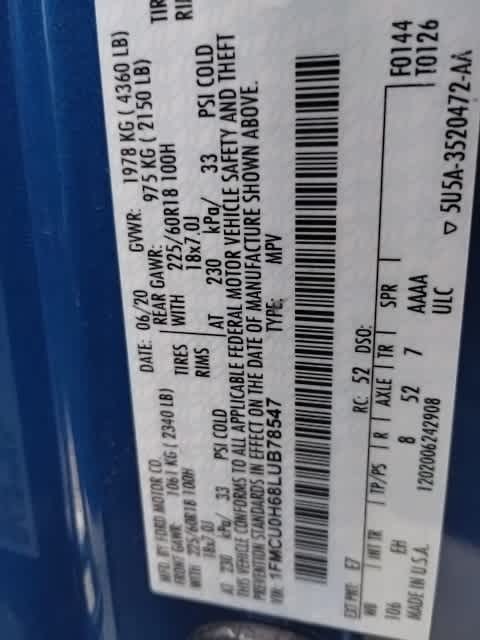 MFD. BY FORD MOTOR CO. DATE: 06/20 GVWR: 1978 KG ( 4360 LB)
FRONT GAWR: 1061 KG ( 2340 LB) REAR GAWR: 975 KG ( 2150 LB)
WITH 225/60R18 100H TIRES WITH 225/60R18 100H TIR
18x7.0J RIMS 18x7.0J RI
AT 230 kPa/ 33 PSI COLD AT 230 kPa/ 33 PSI COLD
THIS VEHICLE CONFORMS TO ALL APPLICABLE FEDERAL MOTOR VEHICLE SAFETY AND THEFT
PREVENTION STANDARDS IN EFFECT ON THE DATE OF MANUFACTURE SHOWN ABOVE.
VIN: 1FMCU0H68LUB78547 TYPE: MPV
F0144
T0126
EXT PNT: E7 RC: 52 DSO:
WB INT TR TP/PS R AXLE TR SPR
106 EH 8 52 7 AAAA
MADE IN U.S.A. 1202006242908 ULC
▽ 5U5A-3520472-AA